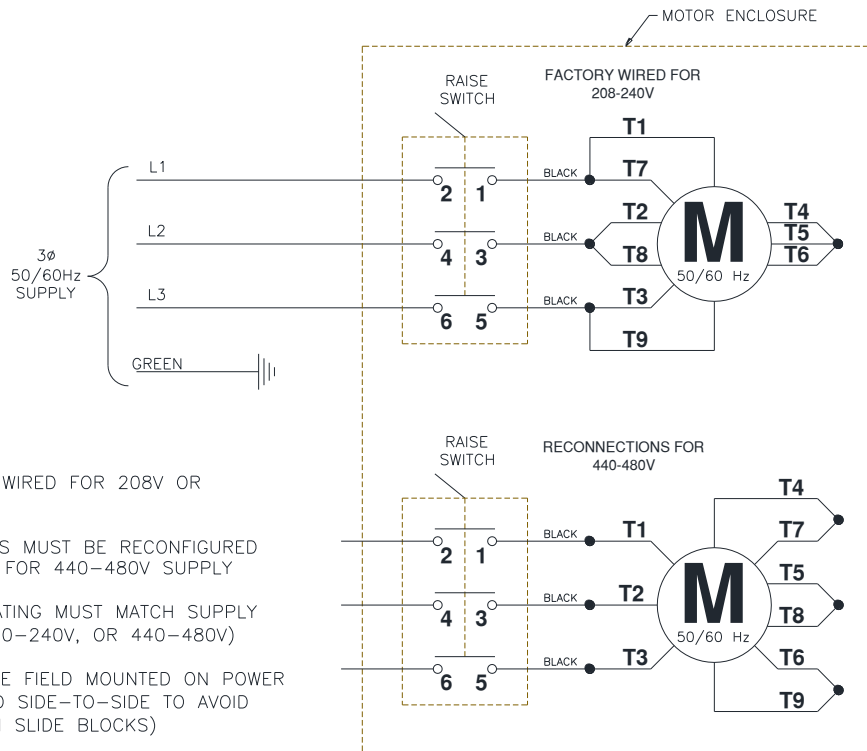 MOTOR ENCLOSURE
RAISE
SWITCH
FACTORY WIRED FOR
208-240V
T1
L1
BLACK
T7
2 1
T2
T4
L2
BLACK
M
T5
3ø
4 3
T8
T6
50/60Hz
50/60 Hz
SUPPLY
L3
BLACK
T3
6 5
T9
GREEN
RAISE
SWITCH
RECONNECTIONS FOR
440-480V
WIRED FOR 208V OR
T4
BLACK
T1
T7
S MUST BE RECONFIGURED
2 1
FOR 440-480V SUPPLY
T5
BLACK
T2
M
ATING MUST MATCH SUPPLY
4 3
T8
0-240V, OR 440-480V)
50/60 Hz
BLACK
T3
T6
E FIELD MOUNTED ON POWER
6 5
O SIDE-TO-SIDE TO AVOID
T9
SLIDE BLOCKS)